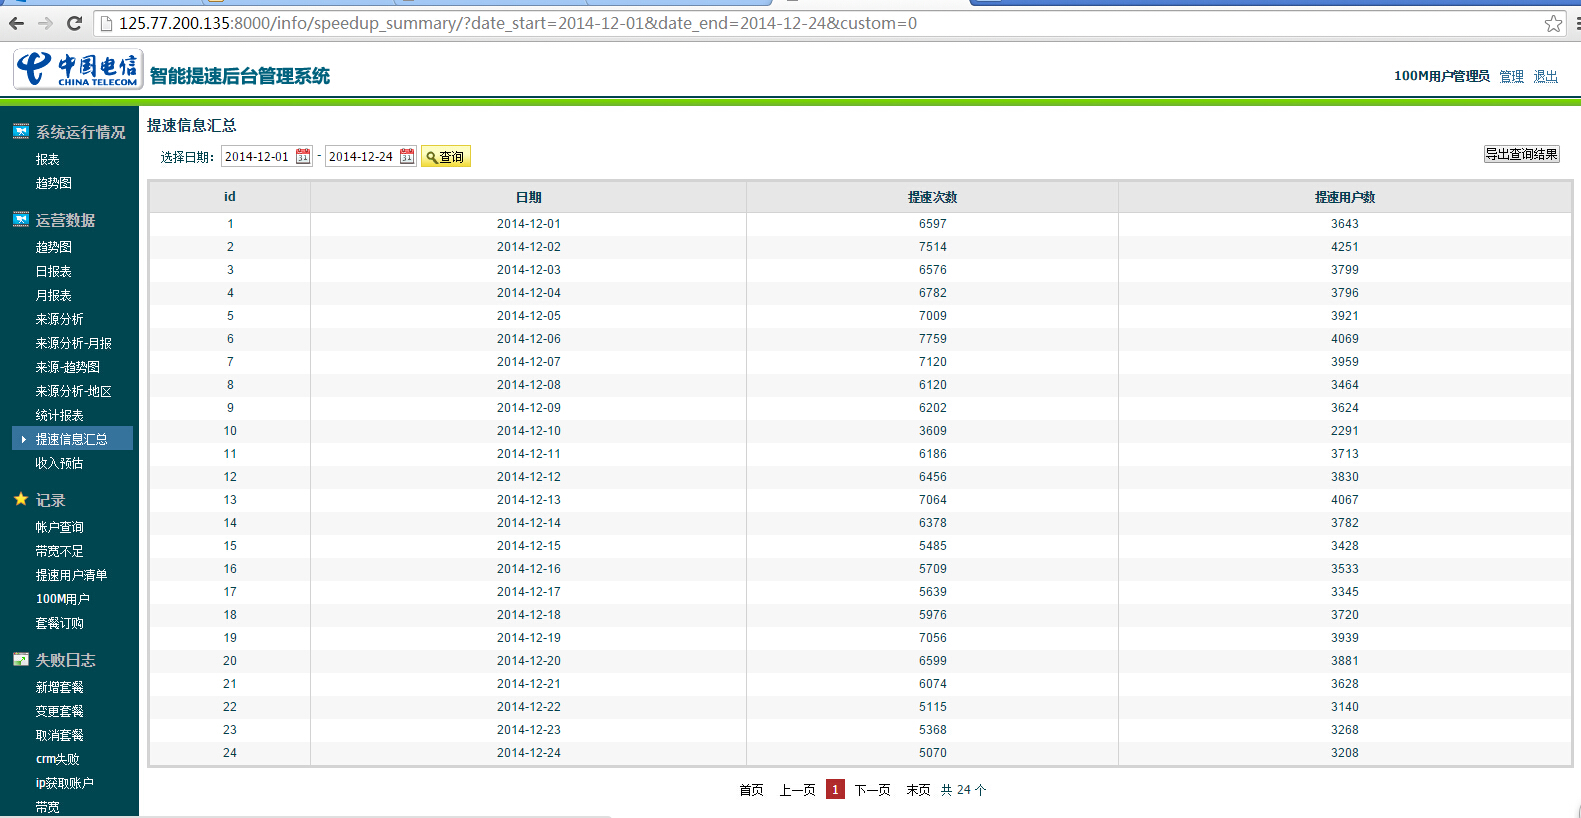 125.77.200.135:8000/info/speedup_summary/?date_start=2014-12-01&date_end=2014-12-24&custom=0
中国电信
CHINA TELECOM
智能提速后台管理系统
100M用户管理员 管理 退出
系统运行情况
报表
趋势图
运营数据
趋势图
日报表
月报表
来源分析
来源分析-月报
来源-趋势图
来源分析-地区
统计报表
提速信息汇总
收入预估
记录
帐户查询
带宽不足
提速用户清单
100M用户
套餐订购
失败日志
新增套餐
变更套餐
取消套餐
crm失败
ip获取账户
带宽
提速信息汇总
选择日期: 2014-12-01 - 2014-12-24 查询
导出查询结果
id 日期 提速次数 提速用户数
1 2014-12-01 6597 3643
2 2014-12-02 7514 4251
3 2014-12-03 6576 3799
4 2014-12-04 6782 3796
5 2014-12-05 7009 3921
6 2014-12-06 7759 4069
7 2014-12-07 7120 3959
8 2014-12-08 6120 3464
9 2014-12-09 6202 3624
10 2014-12-10 3609 2291
11 2014-12-11 6186 3713
12 2014-12-12 6456 3830
13 2014-12-13 7064 4067
14 2014-12-14 6378 3782
15 2014-12-15 5485 3428
16 2014-12-16 5709 3533
17 2014-12-17 5639 3345
18 2014-12-18 5976 3720
19 2014-12-19 7056 3939
20 2014-12-20 6599 3881
21 2014-12-21 6074 3628
22 2014-12-22 5115 3140
23 2014-12-23 5368 3268
24 2014-12-24 5070 3208
首页 上一页 1 下一页 末页 共 24 个